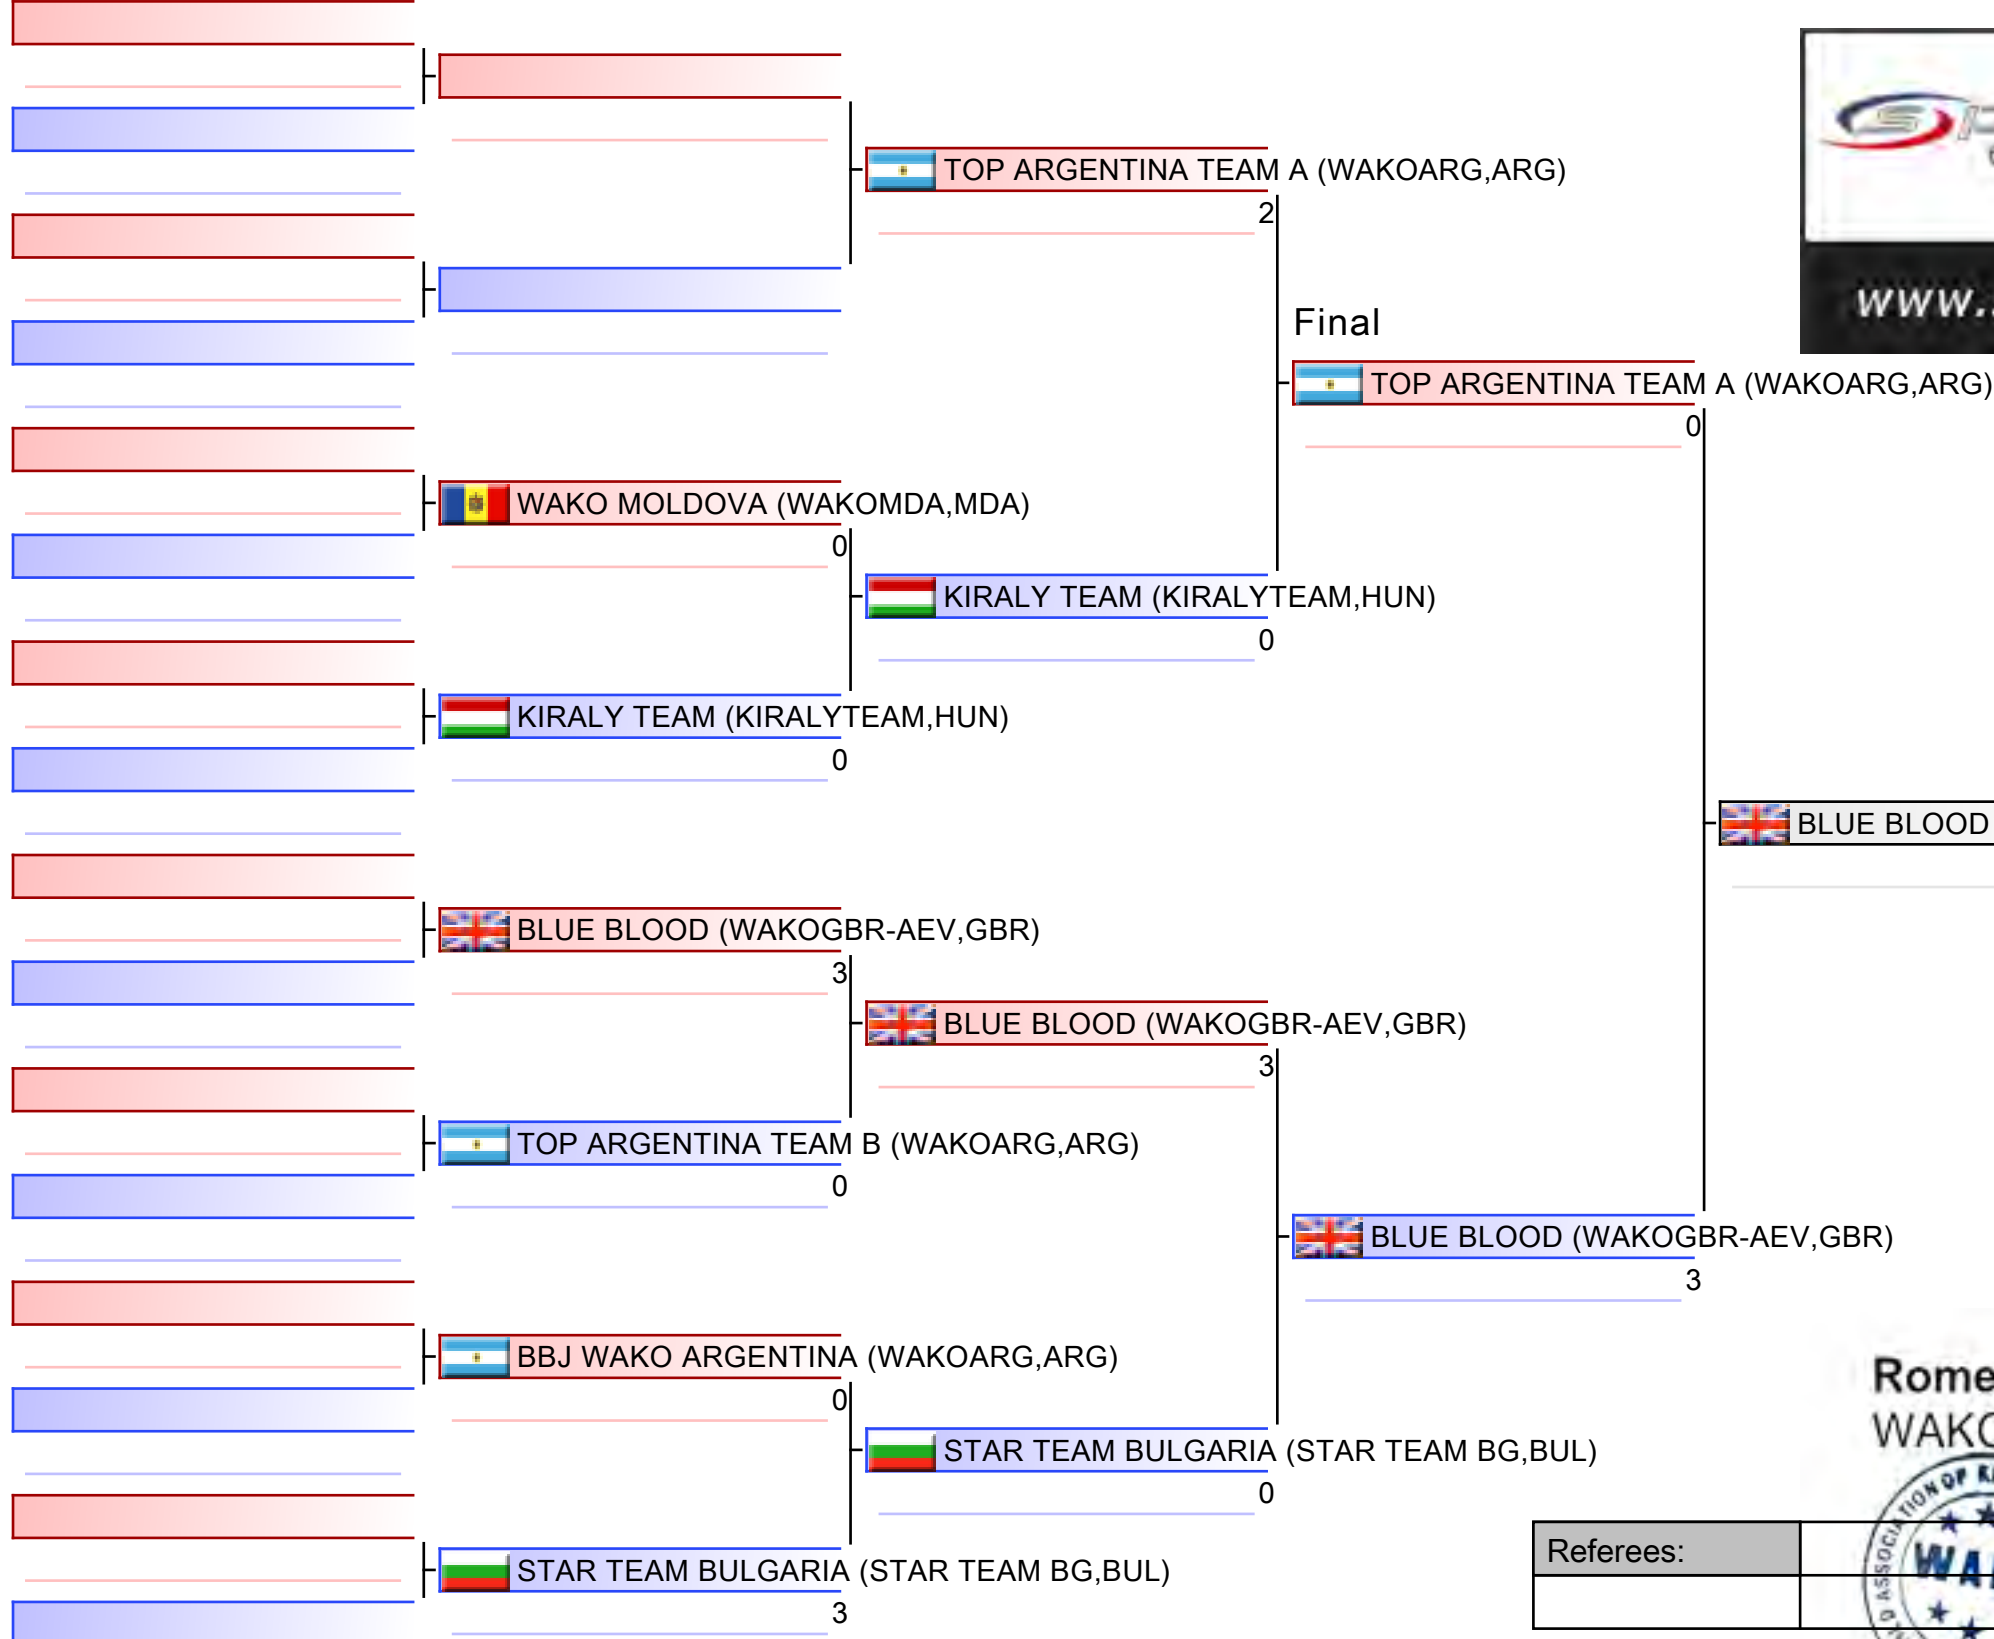 TOP ARGENTINA TEAM A (WAKOARG,ARG)
2
www.
Final
TOP ARGENTINA TEAM A (WAKOARG,ARG)
0
WAKO MOLDOVA (WAKOMDA,MDA)
0
KIRALY TEAM (KIRALYTEAM,HUN)
0
KIRALY TEAM (KIRALYTEAM,HUN)
0
BLUE BLOOD
BLUE BLOOD (WAKOGBR-AEV,GBR)
3
BLUE BLOOD (WAKOGBR-AEV,GBR)
3
TOP ARGENTINA TEAM B (WAKOARG,ARG)
0
BLUE BLOOD (WAKOGBR-AEV,GBR)
3
BBJ WAKO ARGENTINA (WAKOARG,ARG)
0
STAR TEAM BULGARIA (STAR TEAM BG,BUL)
0
STAR TEAM BULGARIA (STAR TEAM BG,BUL)
3
Rome
WAKO
Referees: